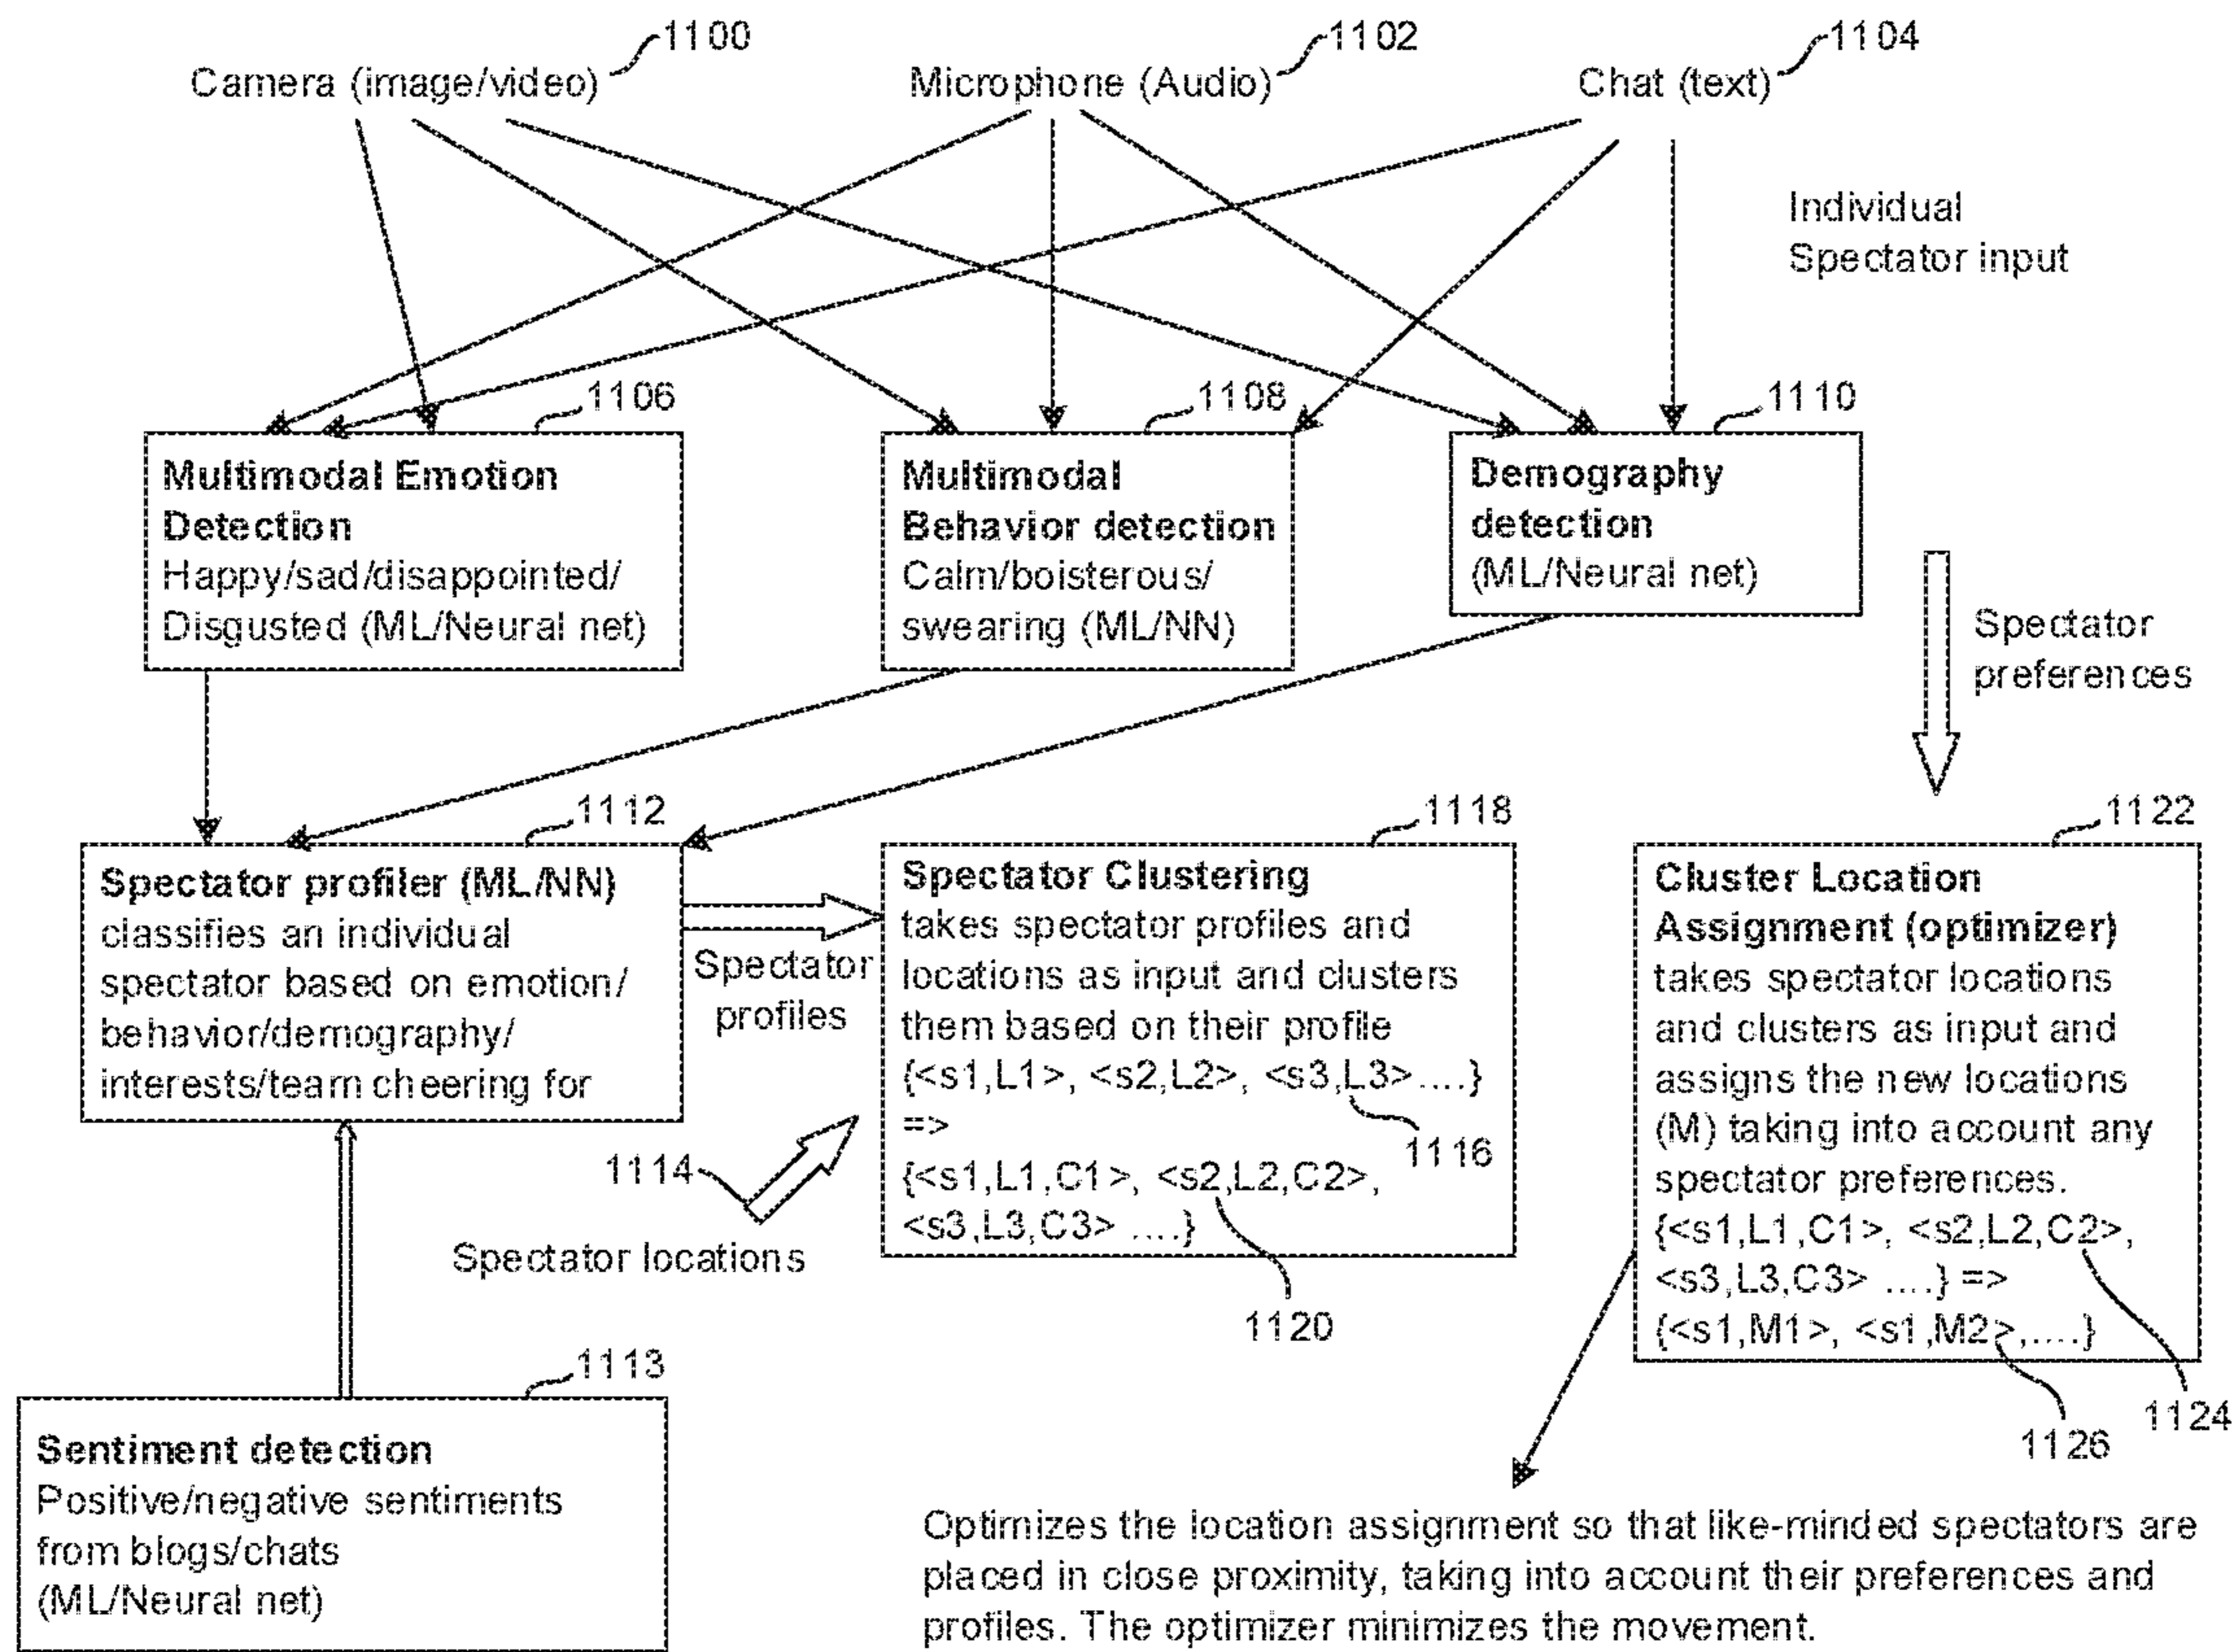 1100
1102
1104
Camera (image/video)
Microphone (Audio)
Chat (text)
Individual
Spectator input
1106
1108
1110
Multimodal Emotion
Detection
Happy/sad/disappointed/
Disgusted (ML/Neural net)
Multimodal
Behavior detection
Calm/boisterous/
swearing (ML/NN)
Demography
detection
(ML/Neural net)
Spectator
preferences
1112
1118
1122
Spectator profiler (ML/NN)
classifies an individual
spectator based on emotion/
behavior/demography/
interests/team cheering for
Spectator
profiles
Spectator Clustering
takes spectator profiles and
locations as input and clusters
them based on their profile
{<s1,L1>, <s2,L2>, <s3,L3>....}
=>
{<s1,L1,C1>, <s2,L2,C2>,
<s3,L3,C3> ....}
1116
1114
Spectator locations
1120
Cluster Location
Assignment (optimizer)
takes spectator locations
and clusters as input and
assigns the new locations
(M) taking into account any
spectator preferences.
{<s1,L1,C1>, <s2,L2,C2>,
<s3,L3,C3> ....} =>
{<s1,M1>, <s1,M2>,....}
1124
1126
1113
Sentiment detection
Positive/negative sentiments
from blogs/chats
(ML/Neural net)
Optimizes the location assignment so that like-minded spectators are
placed in close proximity, taking into account their preferences and
profiles. The optimizer minimizes the movement.